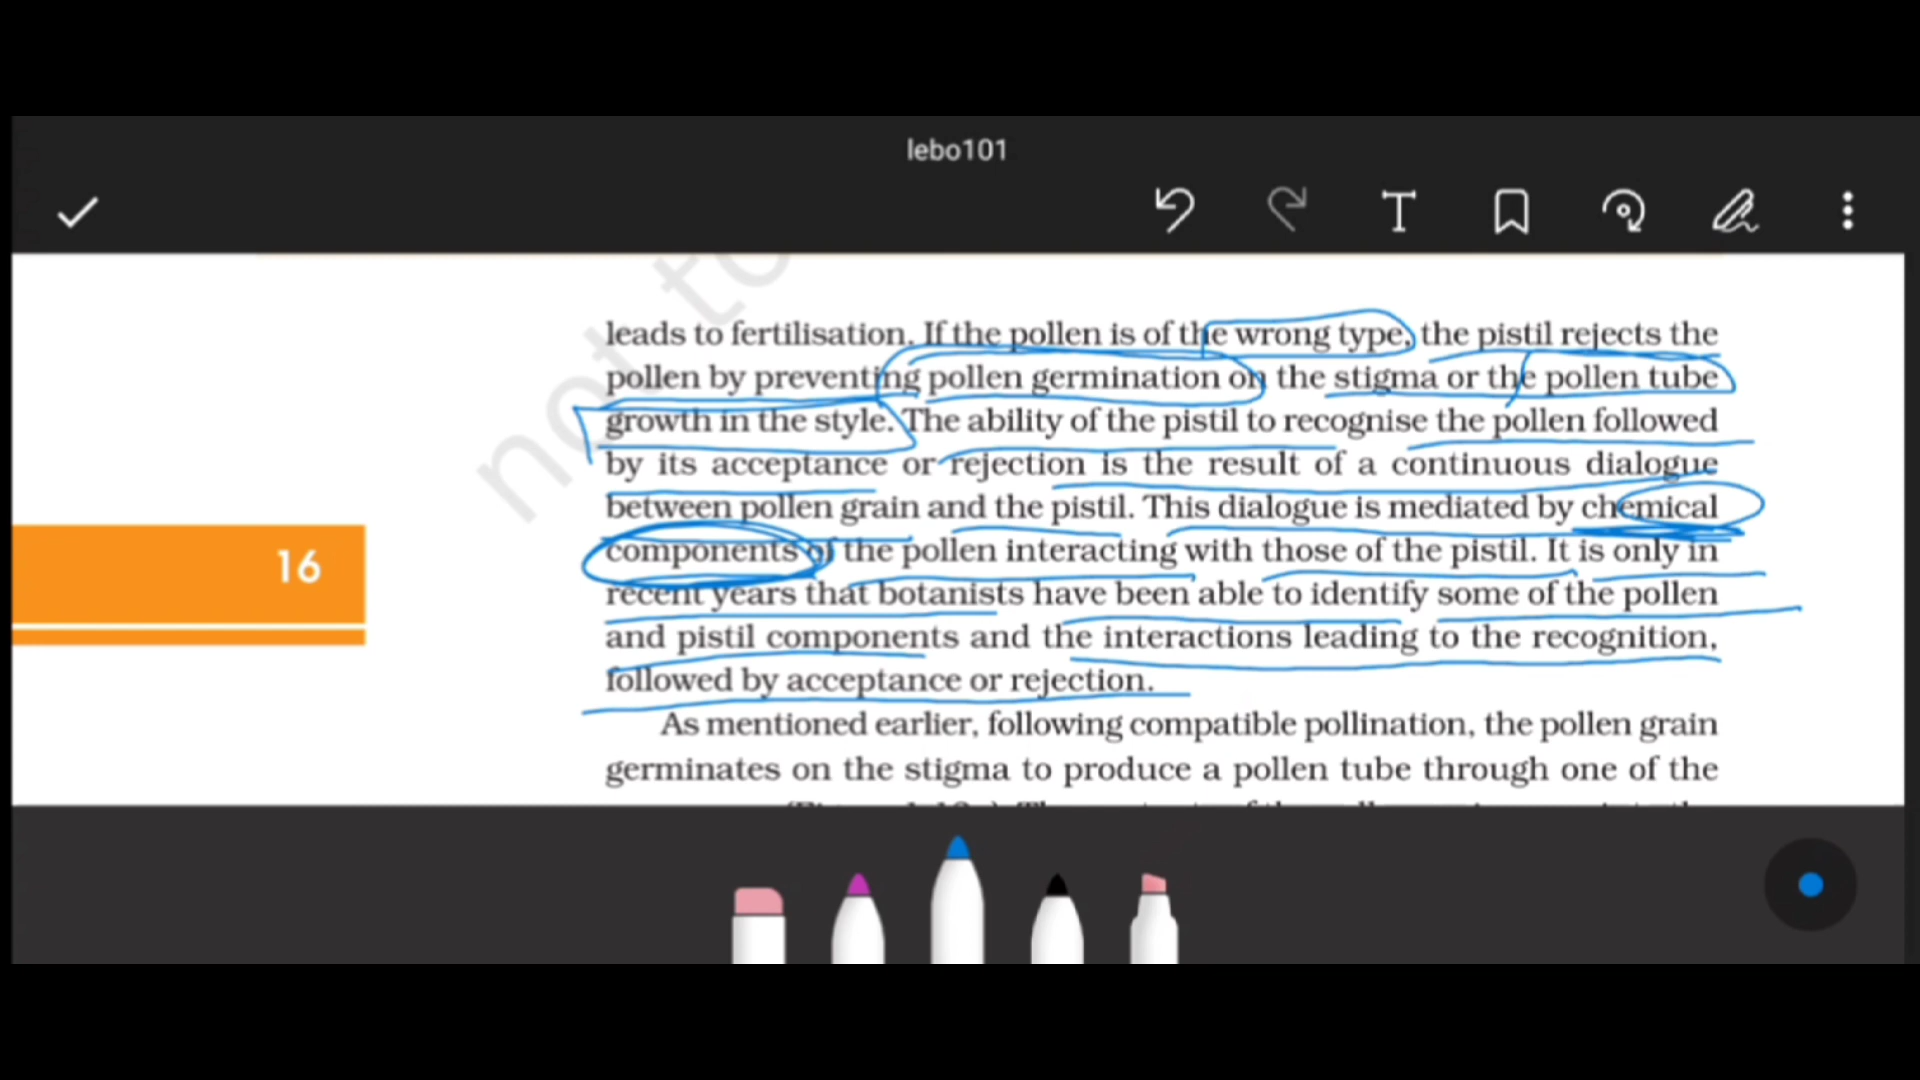 lebo101
not to
leads to fertilisation. If the pollen is of the wrong type, the pistil rejects the
pollen by preventing pollen germination on the stigma or the pollen tube
growth in the style. The ability of the pistil to recognise the pollen followed
by its acceptance or rejection is the result of a continuous dialogue
between pollen grain and the pistil. This dialogue is mediated by chemical
components of the pollen interacting with those of the pistil. It is only in
recent years that botanists have been able to identify some of the pollen
and pistil components and the interactions leading to the recognition,
followed by acceptance or rejection.
As mentioned earlier, following compatible pollination, the pollen grain
germinates on the stigma to produce a pollen tube through one of the
16